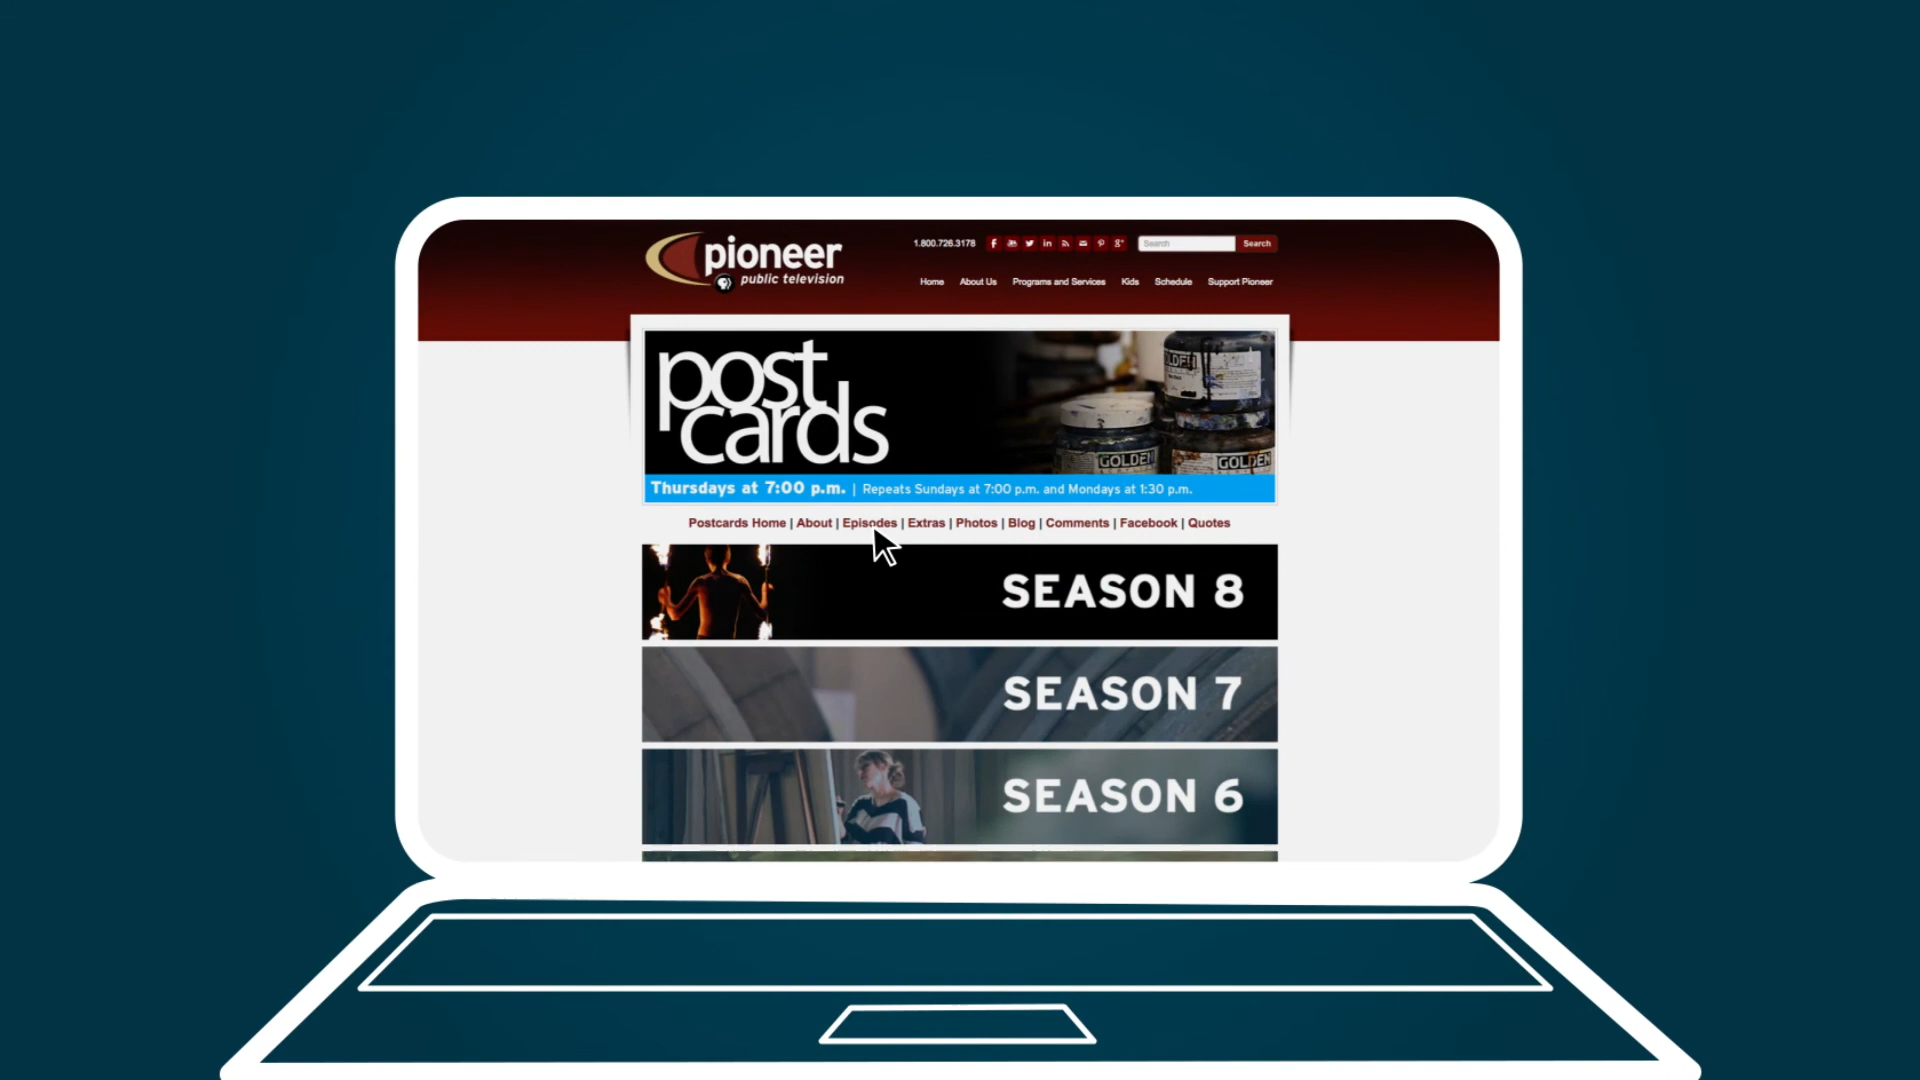 pioneer
public television
1.800.726.3178
Search
Search
Home About Us Programs and Services Kids Schedule Support Pioneer
post
cards
GOLDEN
GOLDEN
Thursdays at 7:00 p.m. | Repeats Sundays at 7:00 p.m. and Mondays at 1:30 p.m.
Postcards Home | About | Episodes | Extras | Photos | Blog | Comments | Facebook | Quotes
SEASON 8
SEASON 7
SEASON 6